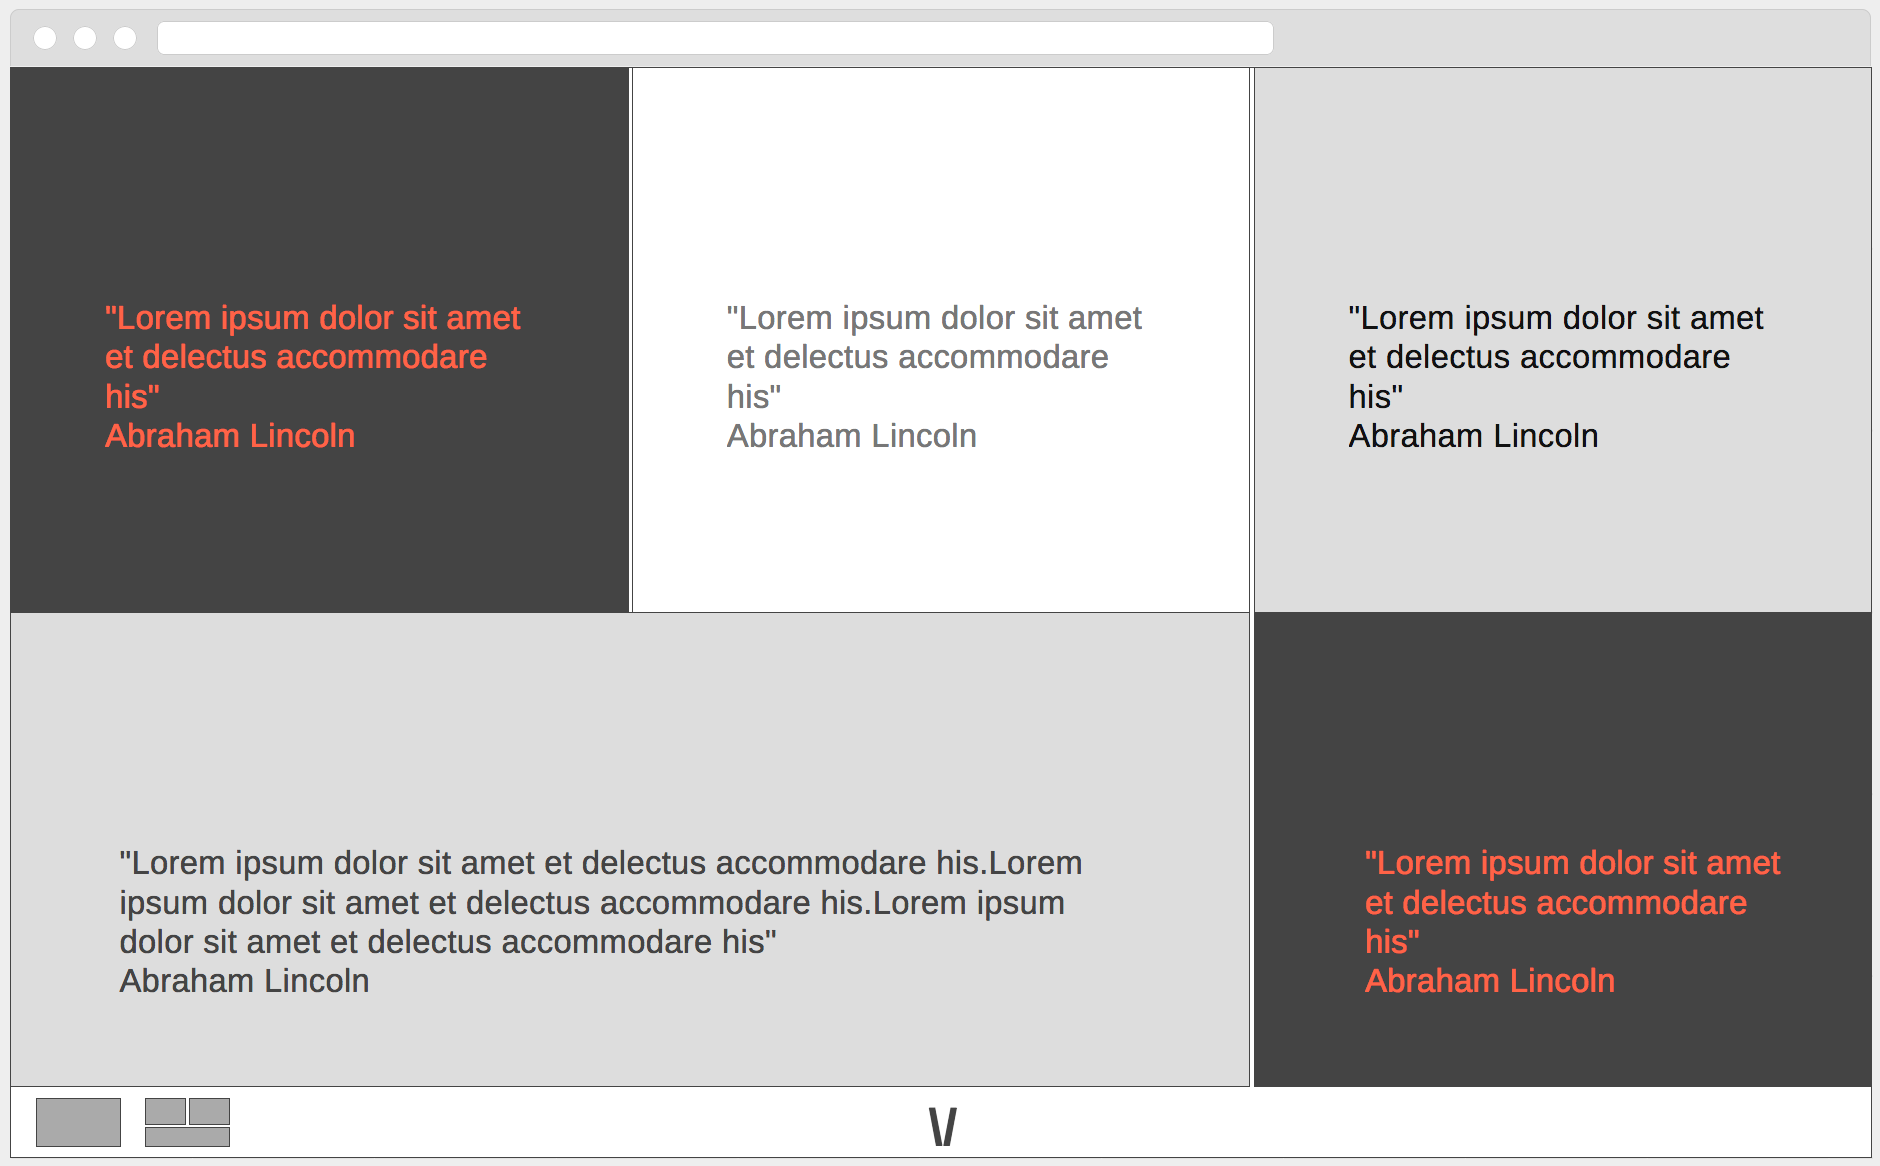 "Lorem ipsum dolor sit amet
et delectus accommodare
his"
Abraham Lincoln
"Lorem ipsum dolor sit amet
et delectus accommodare
his"
Abraham Lincoln
"Lorem ipsum dolor sit amet
et delectus accommodare
his"
Abraham Lincoln
"Lorem ipsum dolor sit amet et delectus accommodare his.Lorem
ipsum dolor sit amet et delectus accommodare his.Lorem ipsum
dolor sit amet et delectus accommodare his"
Abraham Lincoln
"Lorem ipsum dolor sit amet
et delectus accommodare
his"
Abraham Lincoln